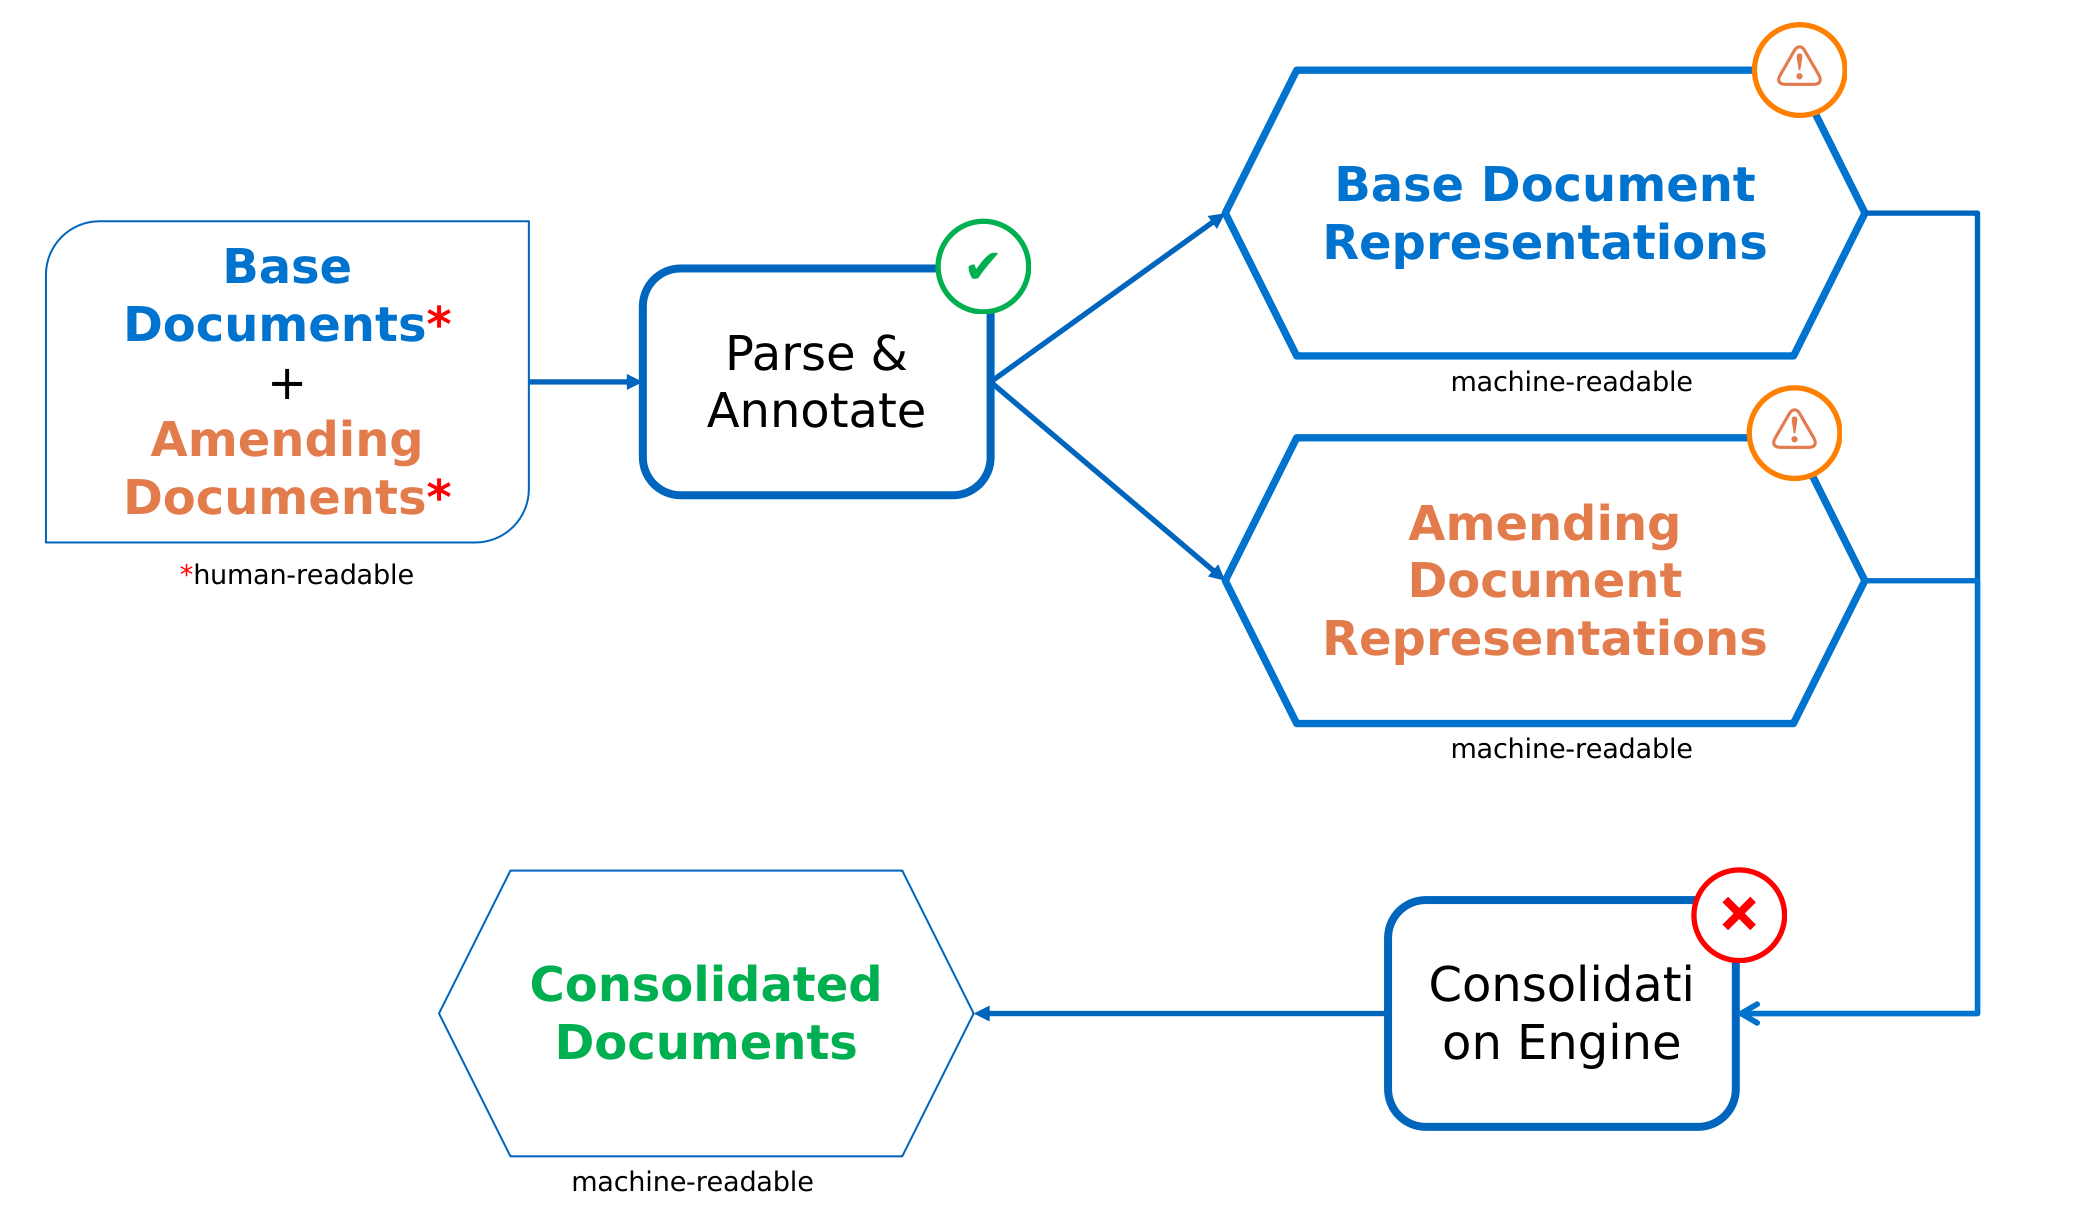 Base
Documents*
+
Amending
Documents*
*human-readable
Parse &
Annotate
✔
Base Document
Representations
⚠
machine-readable
Amending
Document
Representations
⚠
machine-readable
Consolidati
on Engine
✖
Consolidated
Documents
machine-readable